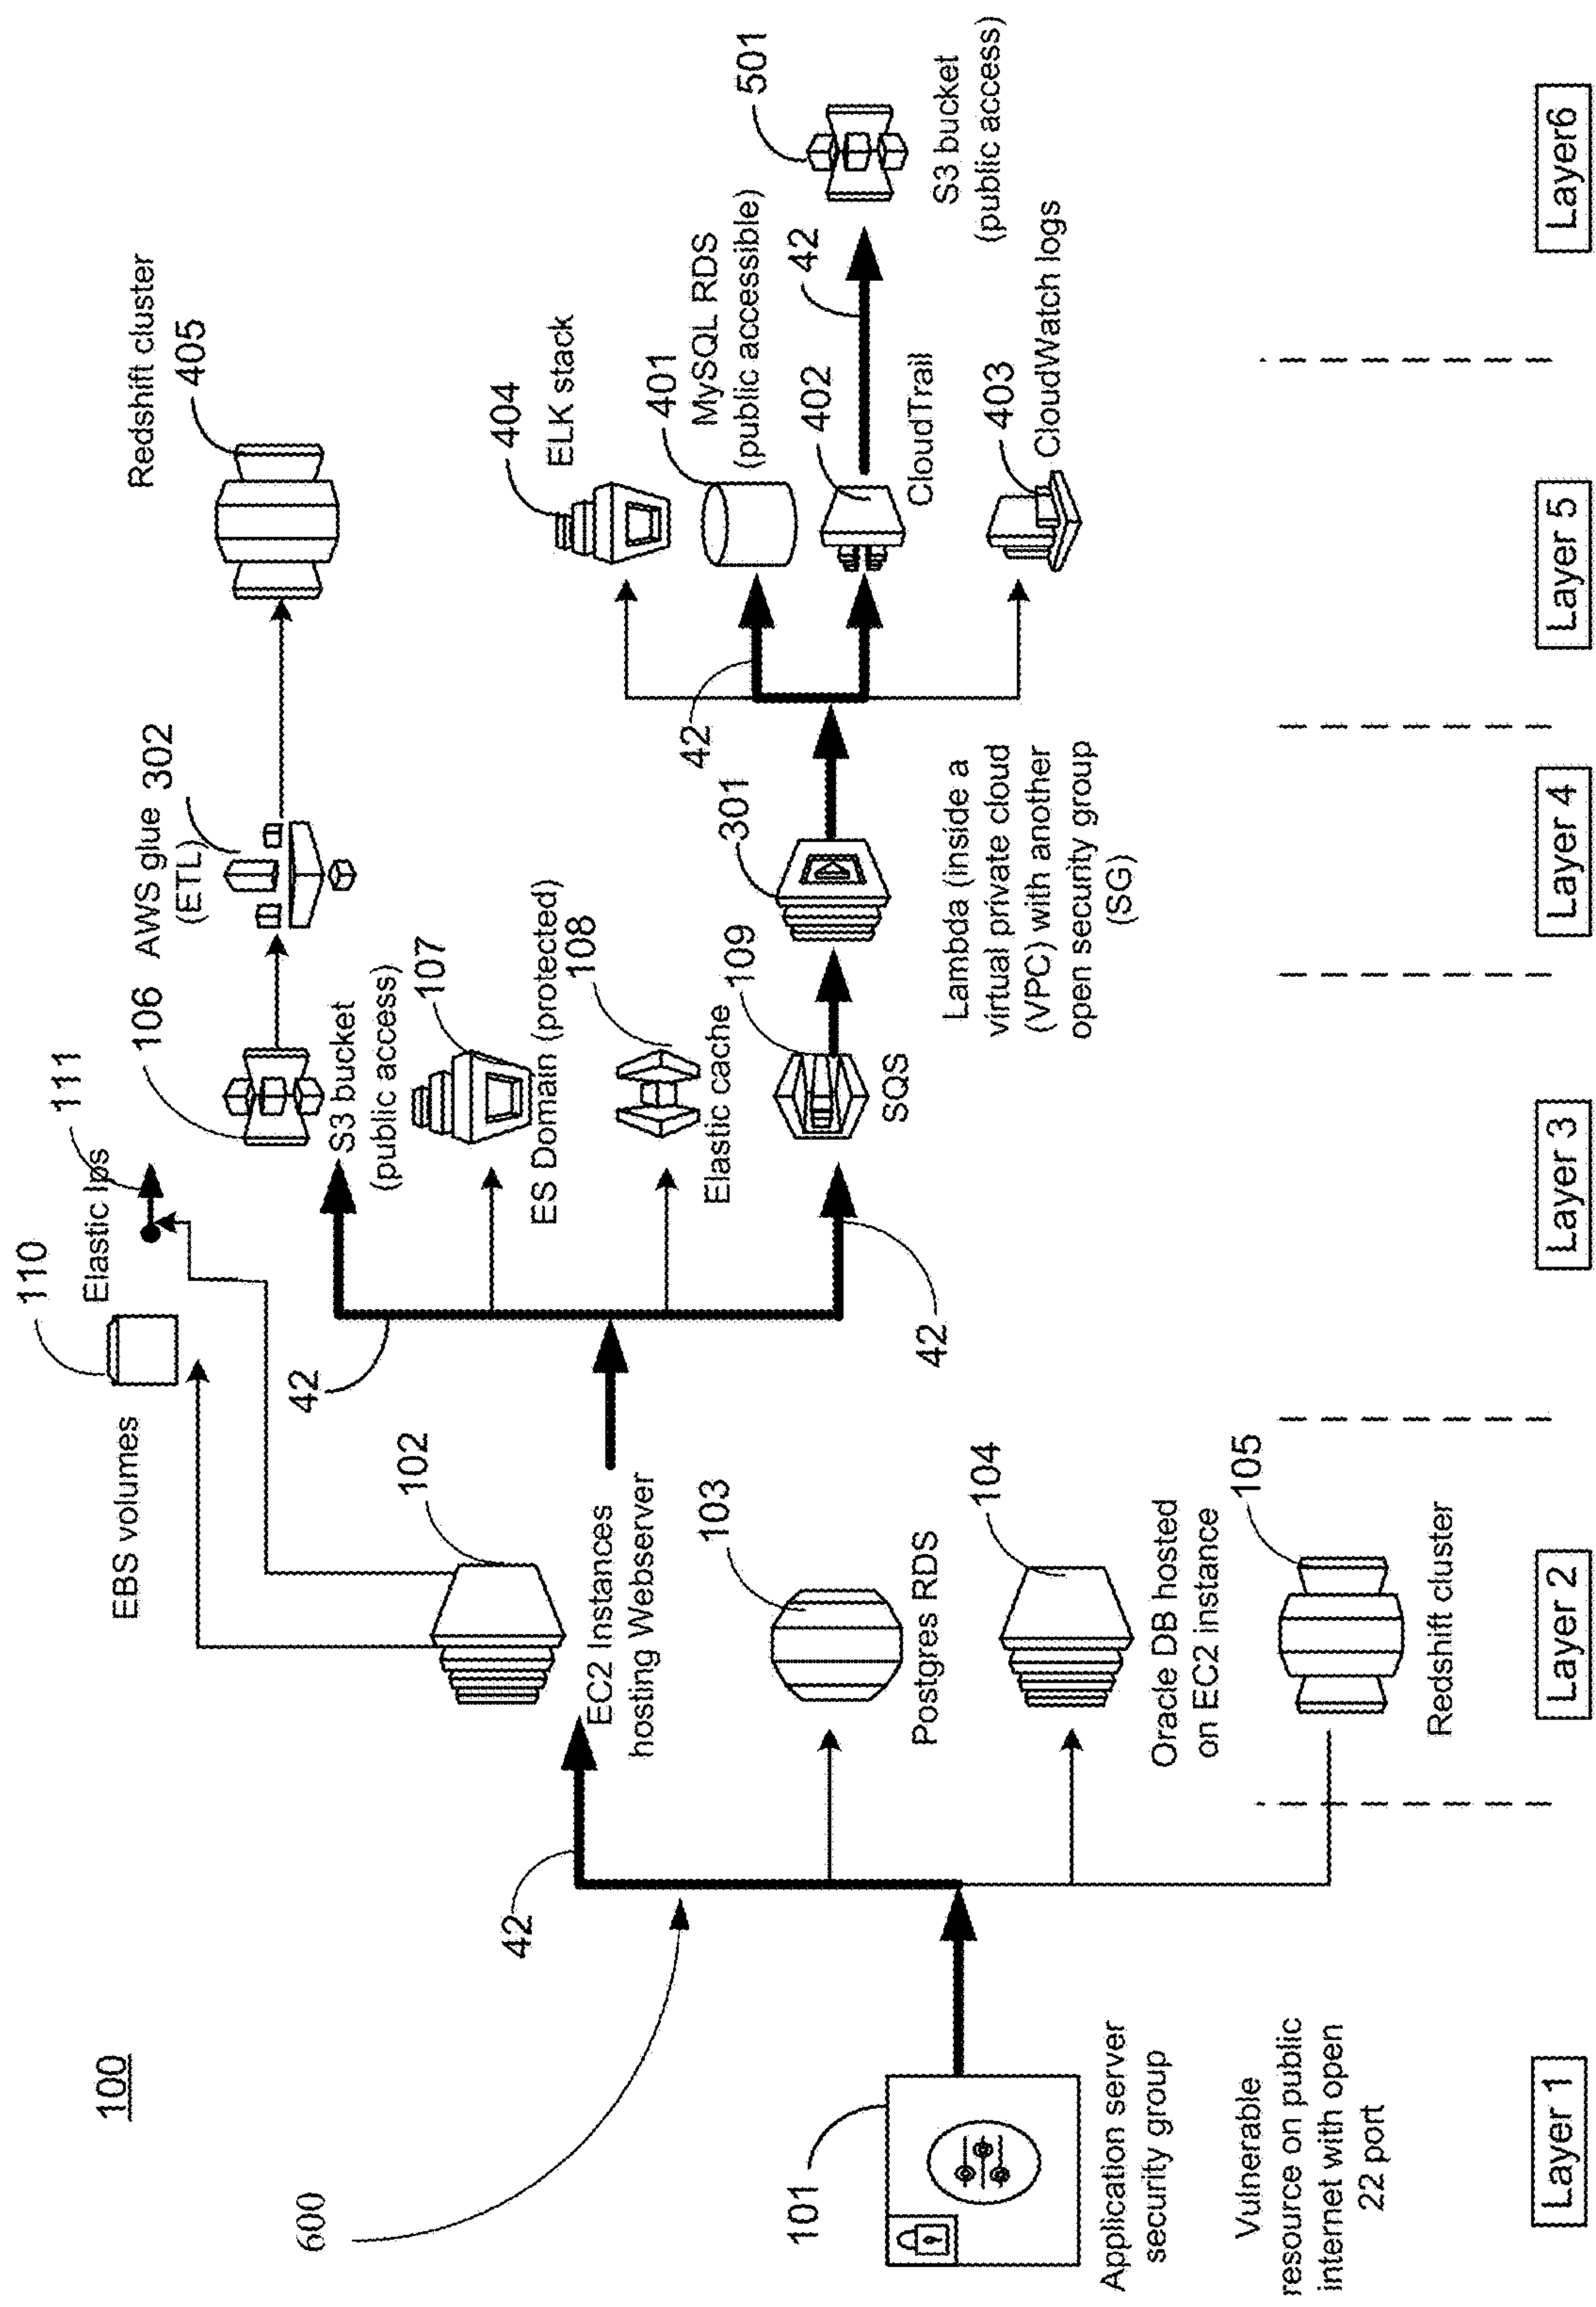 100
600
101
Application server
security group
Vulnerable
resource on public
internet with open
22 port
Layer 1
42
102
EC2 Instances
hosting Webserver
103
Postgres RDS
104
Oracle DB hosted
on EC2 instance
105
Redshift cluster
Layer 2
EBS volumes
110
Elastic Ips
111
42
42
106
S3 bucket
(public access)
107
ES Domain (protected)
108
Elastic cache
109
SQS
Layer 3
AWS glue
(ETL)
302
301
Lambda (inside a
virtual private cloud
(VPC) with another
open security group
(SG)
Layer 4
42
Redshift cluster
405
404
ELK stack
401
MySQL RDS
(public accessible)
402
CloudTrail
403
CloudWatch logs
Layer 5
42
501
S3 bucket
(public access)
Layer6